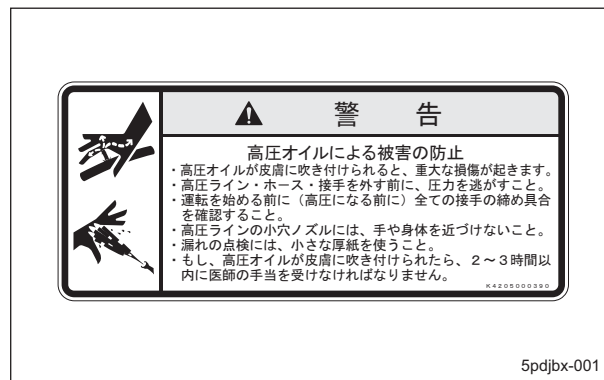 警 告
高圧オイルによる被害の防止
・高圧オイルが皮膚に吹き付けられると、重大な損傷が起きます。
・高圧ライン・ホース・接手を外す前に、圧力を逃がすこと。
・運転を始める前に（高圧になる前に）全ての接手の締め具合
を確認すること。
・高圧ラインの小穴ノズルには、手や身体を近づけないこと。
・漏れの点検には、小さな厚紙を使うこと。
・もし、高圧オイルが皮膚に吹き付けられたら、２～３時間以
内に医師の手当を受けなければなりません。
K4205000390
5pdjbx-001